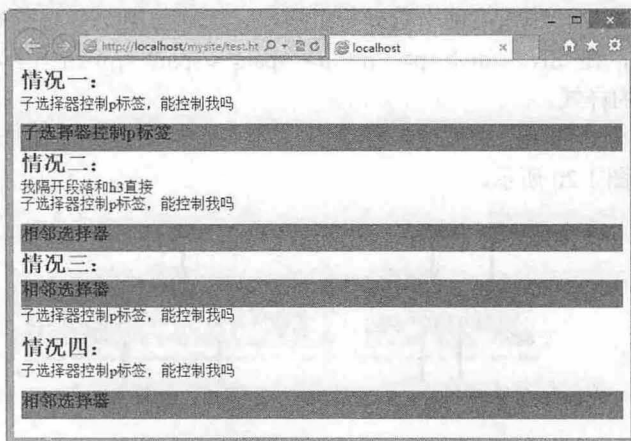 http://localhost/mysite/test.ht
localhost
情况一：
子选择器控制p标签，能控制我吗
子选择器控制p标签
情况二：
我隔开段落和h3直接
子选择器控制p标签，能控制我吗
相邻选择器
情况三：
相邻选择器
子选择器控制p标签，能控制我吗
情况四：
子选择器控制p标签，能控制我吗
相邻选择器